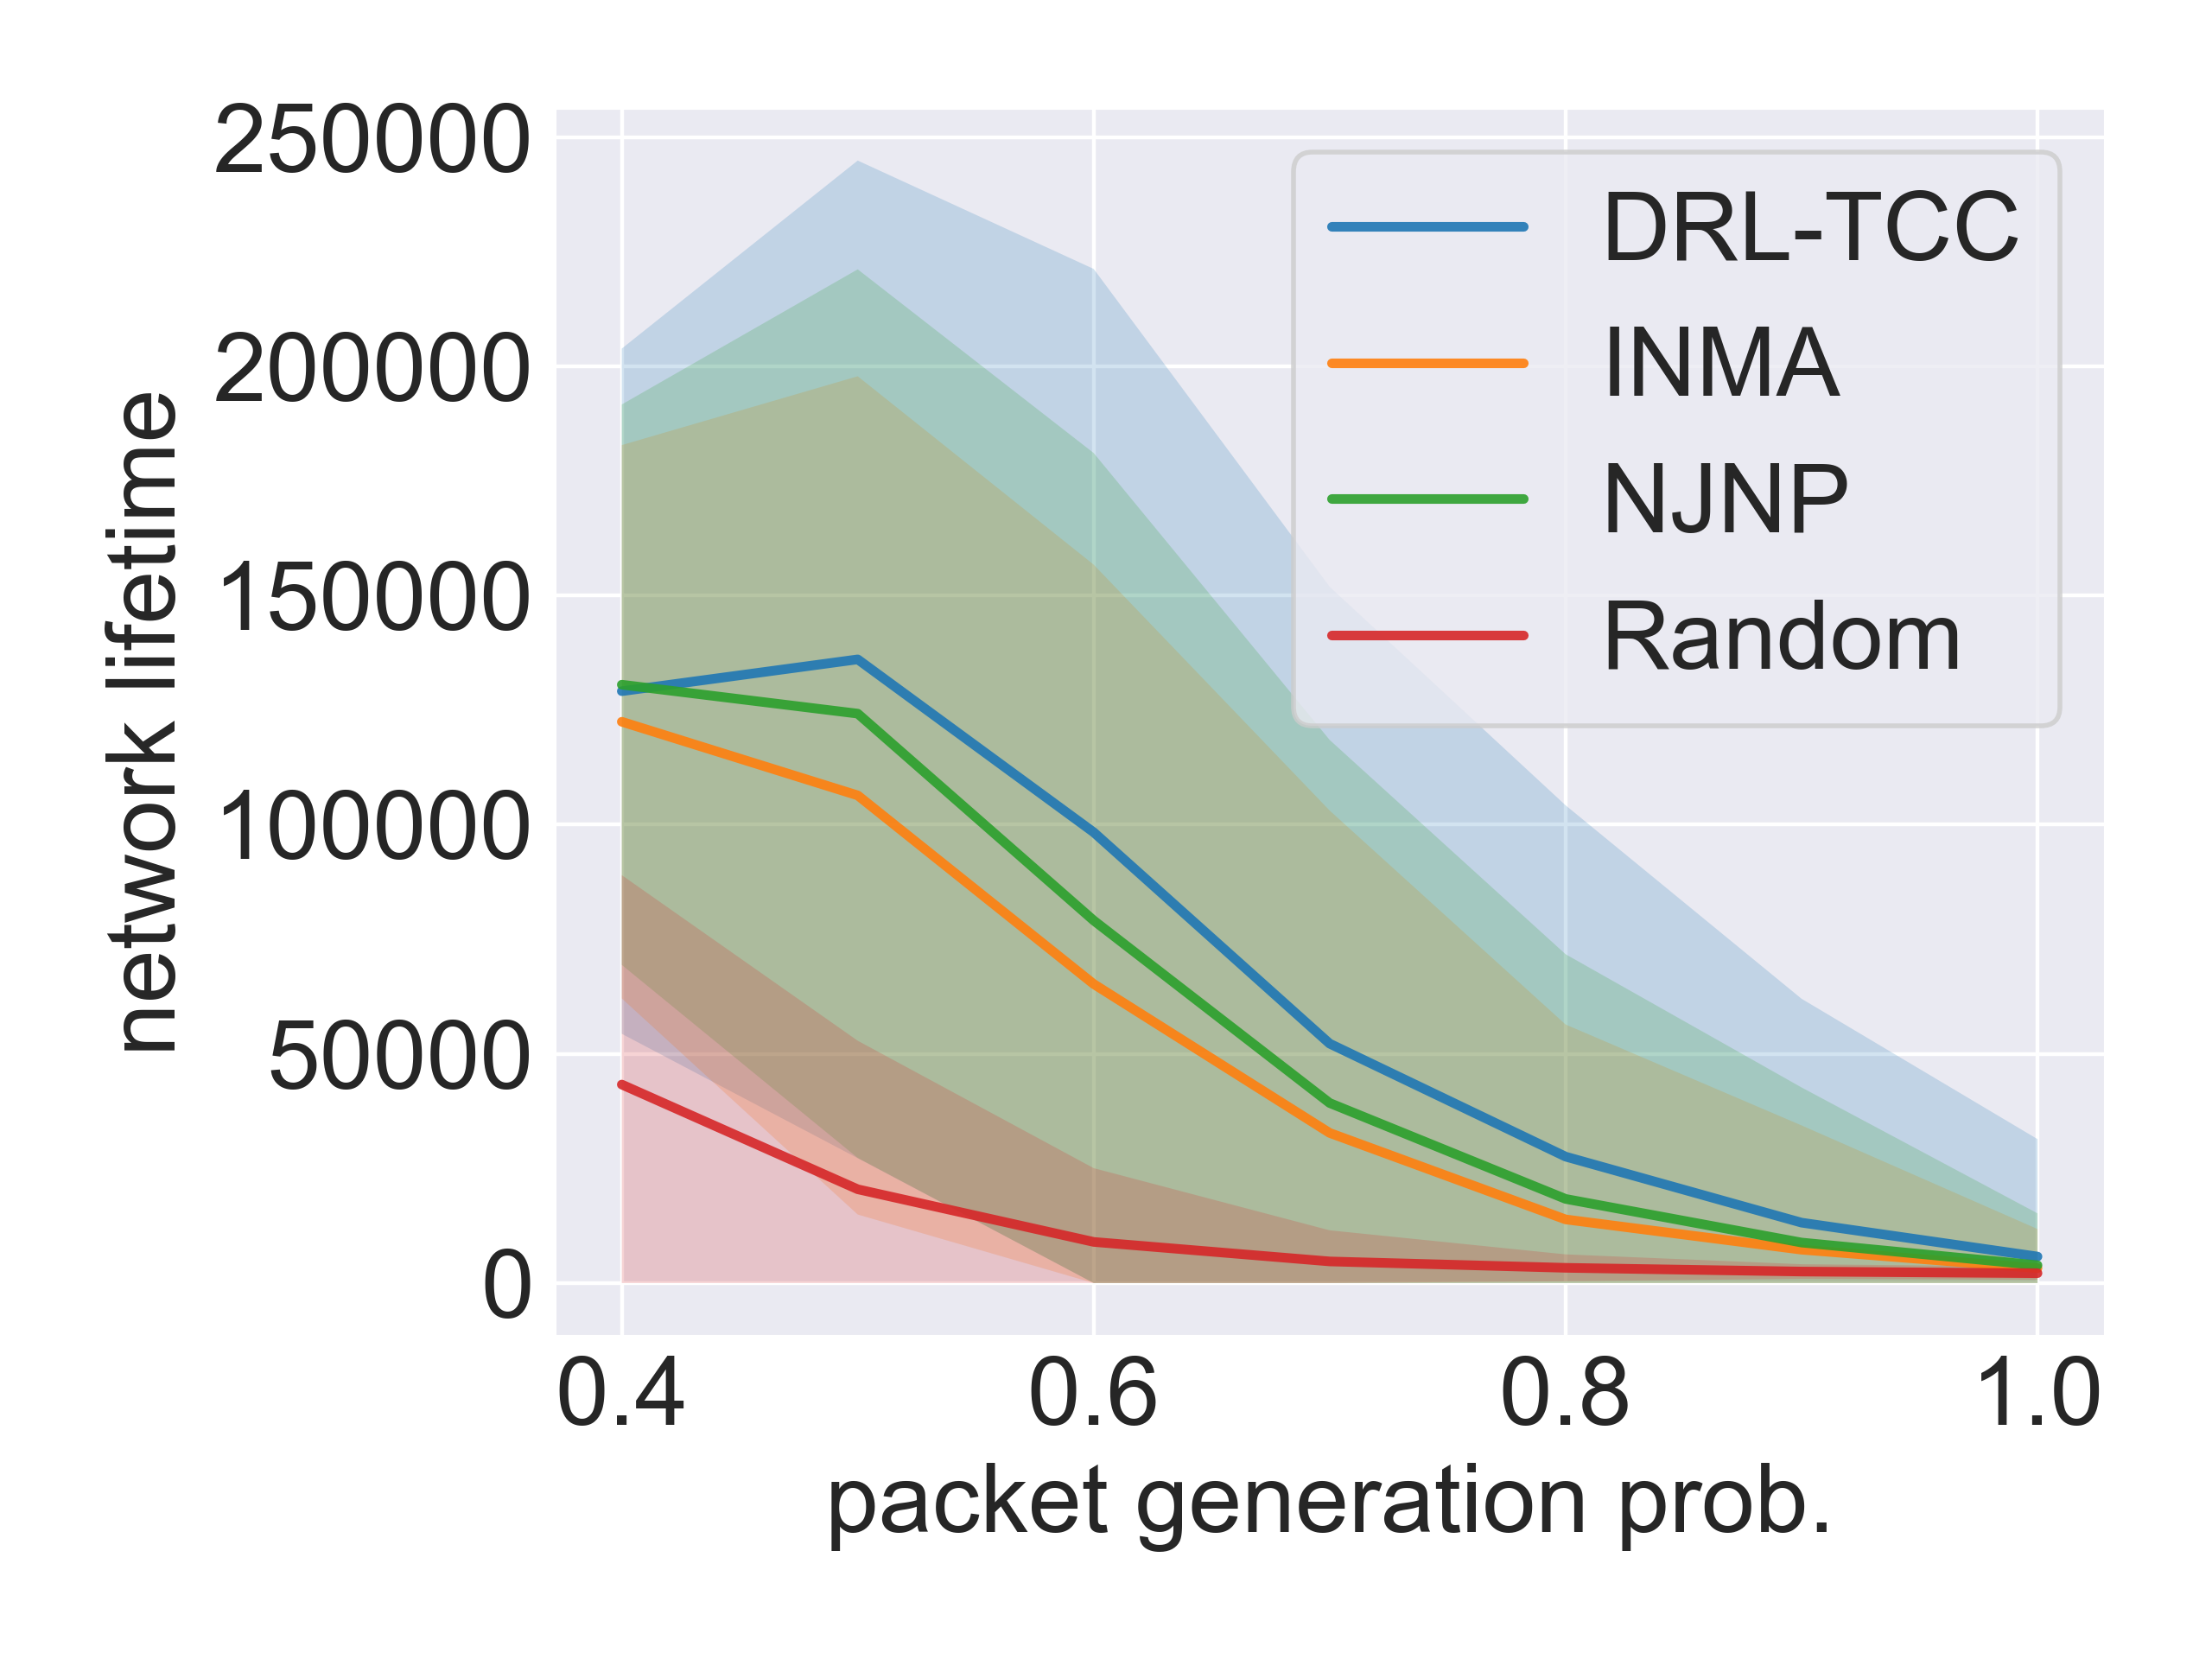 250000
200000
150000
100000
50000
0
network lifetime
DRL-TCC
INMA
NJNP
Random
0.4 0.6 0.8 1.0
packet generation prob.